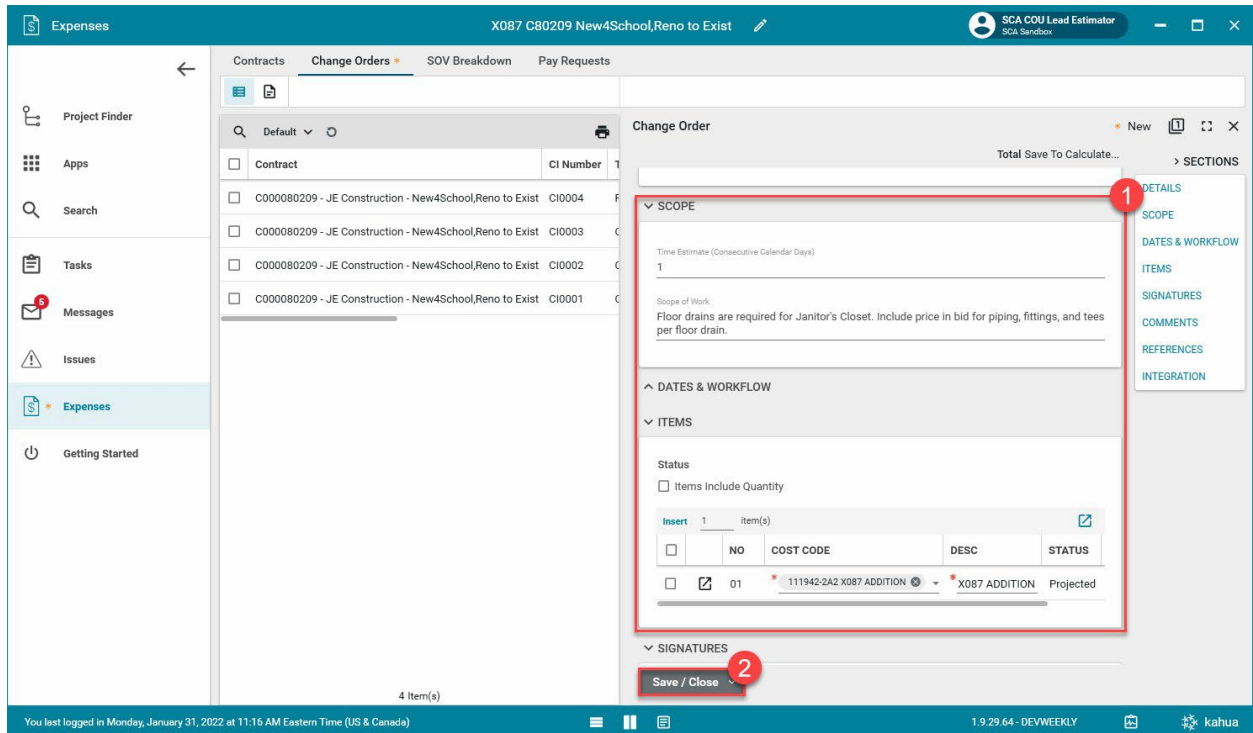 Expenses
X087 C80209 New4School,Reno to Exist
SCA COU Lead Estimator
SCA Sandbox
Project Finder
Apps
Search
Tasks
5
Messages
Issues
Expenses
Getting Started
Contracts
Change Orders
SOV Breakdown
Pay Requests
Default
Contract
CI Number
C000080209 - JE Construction - New4School,Reno to Exist CI0004
C000080209 - JE Construction - New4School,Reno to Exist CI0003
C000080209 - JE Construction - New4School,Reno to Exist CI0002
C000080209 - JE Construction - New4School,Reno to Exist CI0001
4 Item(s)
Change Order
New
Total Save To Calculate...
1
SCOPE
Time Estimate (Consecutive Calendar Days)
1
Scope of Work
Floor drains are required for Janitor's Closet. Include price in bid for piping, fittings, and tees
per floor drain.
DATES & WORKFLOW
ITEMS
Status
Items Include Quantity
Insert 1 item(s)
NO COST CODE DESC STATUS
01 * 111942-2A2 X087 ADDITION * X087 ADDITION Projected
SIGNATURES
2
Save / Close
> SECTIONS
DETAILS
SCOPE
DATES & WORKFLOW
ITEMS
SIGNATURES
COMMENTS
REFERENCES
INTEGRATION
You last logged in Monday, January 31, 2022 at 11:16 AM Eastern Time (US & Canada)
1.9.29.64 - DEVWEEKLY
kahua